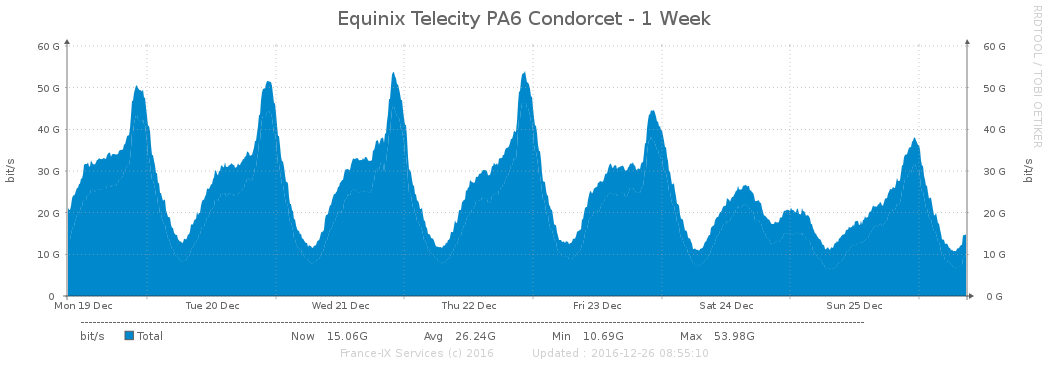 Equinix Telecity PA6 Condorcet - 1 Week
RRDTOOL / TOBI OETIKER
60 G 60 G
50 G 50 G
40 G 40 G
30 G 30 G
20 G 20 G
10 G 10 G
0 0 G
bit/s bit/s
Mon 19 Dec Tue 20 Dec Wed 21 Dec Thu 22 Dec Fri 23 Dec Sat 24 Dec Sun 25 Dec
bit/s Total Now 15.06G Avg 26.24G Min 10.69G Max 53.98G
France-IX Services (c) 2016 Updated : 2016-12-26 08:55:10